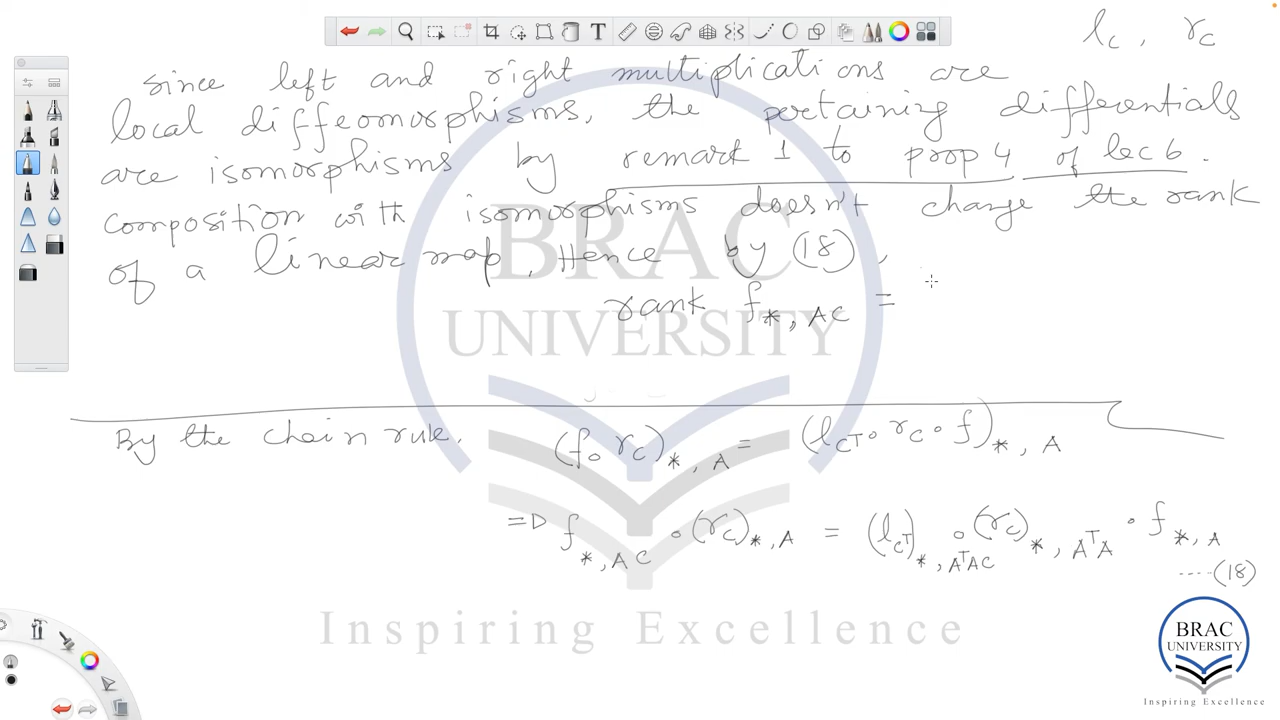 l_C , r_C
since left and right multiplications are
local diffeomorphisms, the pertaining differentials
are isomorphisms by remark 1 to prop 4 of lec 6.
composition with isomorphisms doesn't change the rank
of a linear map, Hence by (18),
rank f_{*, AC} =
By the chain rule, (f∘r_C)_{*, A} = (l_{C^T}∘r_C∘f)_{*, A}
⇒ f_{*, AC} ∘ (r_C)_{*, A} = (l_{C^T})_{*, A^TAC} ∘ (r_C)_{*, A^TA} ∘ f_{*, A}
.....(18)
BRAC
UNIVERSITY
Inspiring Excellence
BRAC
UNIVERSITY
Inspiring Excellence